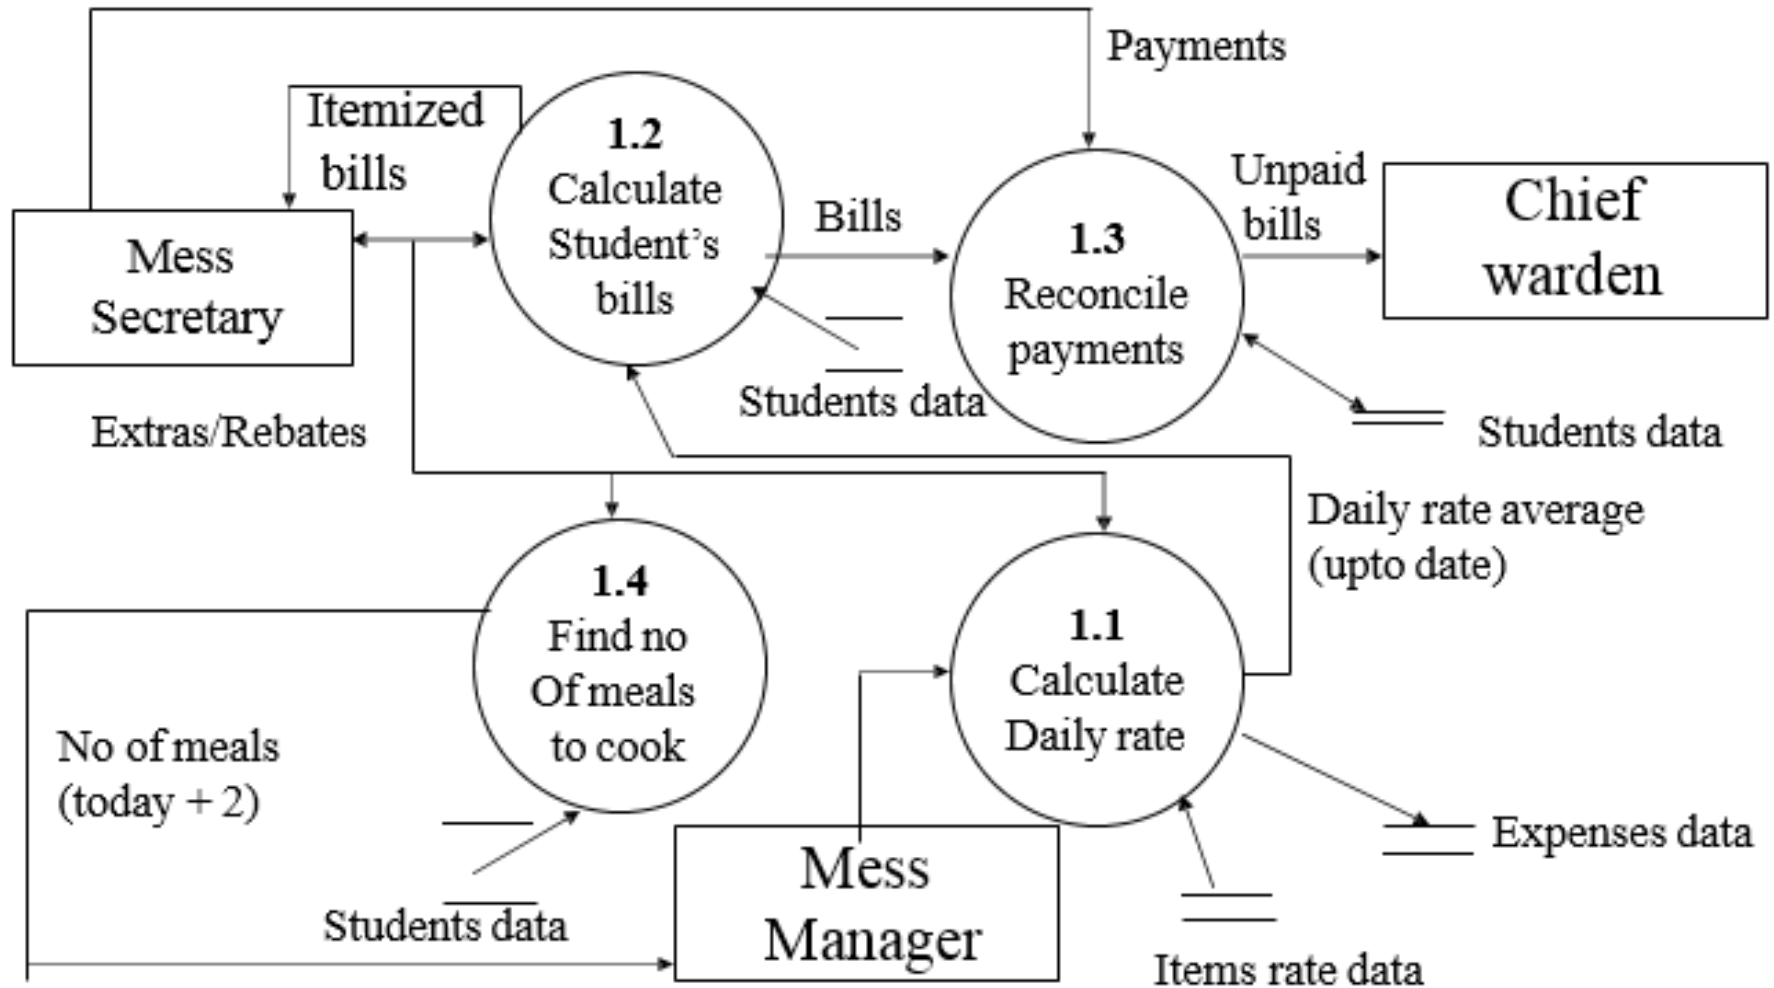 Payments
Itemized
bills
1.2
Calculate
Student’s
bills
Mess
Secretary
Bills
1.3
Reconcile
payments
Unpaid
bills
Chief
warden
Students data
Students data
Extras/Rebates
Daily rate average
(upto date)
1.4
Find no
Of meals
to cook
1.1
Calculate
Daily rate
No of meals
(today + 2)
Students data
Mess
Manager
Expenses data
Items rate data